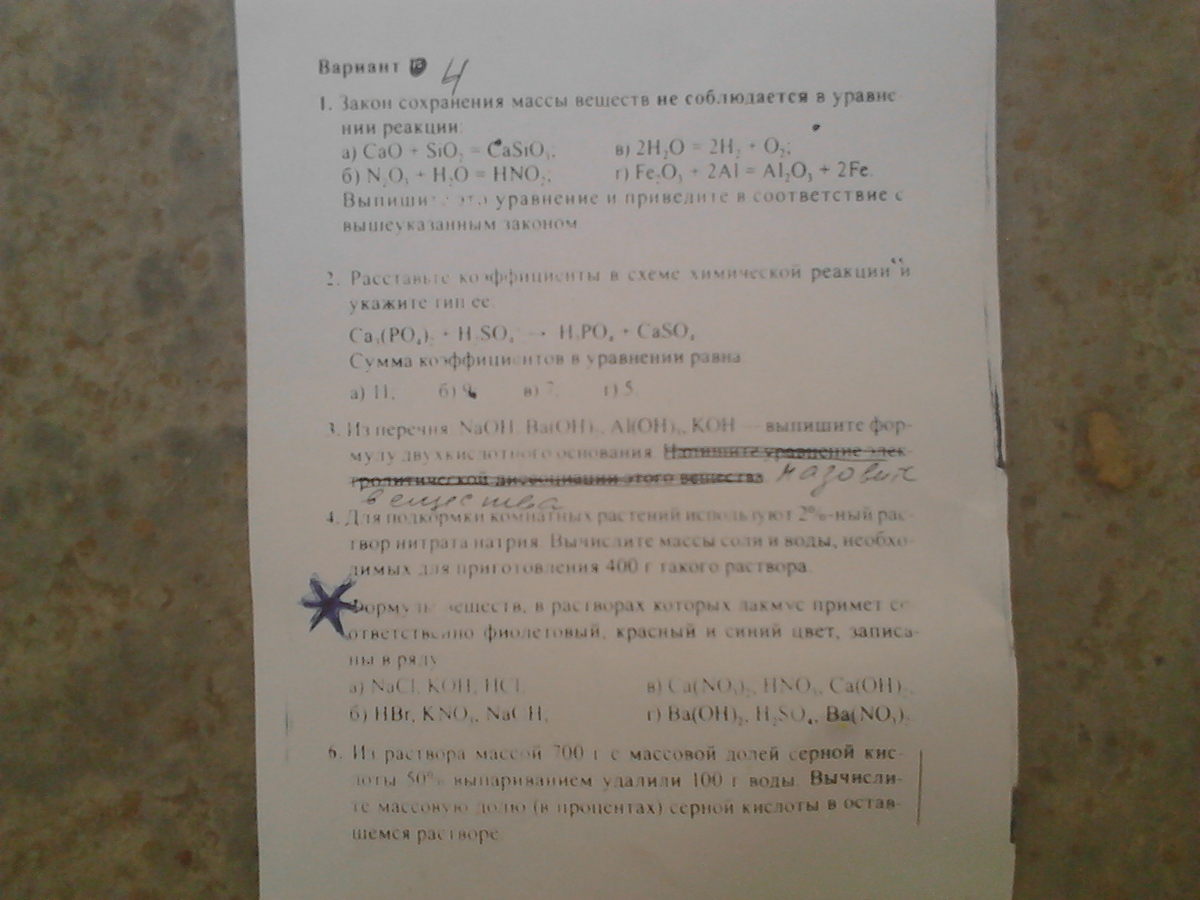 Вариант 4
1. Закон сохранения массы веществ не соблюдается в уравне
нии реакции:
а) CaO + SiO₂ = CaSiO₃; в) 2H₂O = 2H₂ + O₂;
б) N₂O₅ + H₂O = HNO₃; г) Fe₂O₃ + 2Al = Al₂O₃ + 2Fe.
Выпишите это уравнение и приведите в соответствие с
вышеуказанным законом
2. Расставьте коэффициенты в схеме химической реакции и
укажите тип ее.
Ca₃(PO₄)₂ + H₂SO₄ → H₃PO₄ + CaSO₄
Сумма коэффициентов в уравнении равна
а) 11, б) 9, в) 7, г) 5.
3. Из перечня: NaOH, Ba(OH)₂, Al(OH)₃, KOH — выпишите фор-
мулу двухкислотного основания. Напишите уравнение элек-
тролитической диссоциации этого вещества. назовите
вещества
4. Для подкормки комнатных растений используют 2%-ный рас-
твор нитрата натрия. Вычислите массы соли и воды, необхо-
димых для приготовления 400 г такого раствора.
Формулы веществ, в растворах которых лакмус примет со
ответственно фиолетовый, красный и синий цвет, записа-
ны в ряду
а) NaCl, KOH, HCl, в) Ca(NO₃)₂, HNO₃, Ca(OH)₂,
б) HBr, KNO₃, NaOH, г) Ba(OH)₂, H₂SO₄, Ba(NO₃)₂
6. Из раствора массой 700 г с массовой долей серной кис-
лоты 50% выпариванием удалили 100 г воды. Вычисли-
те массовую долю (в процентах) серной кислоты в остав-
шемся растворе.